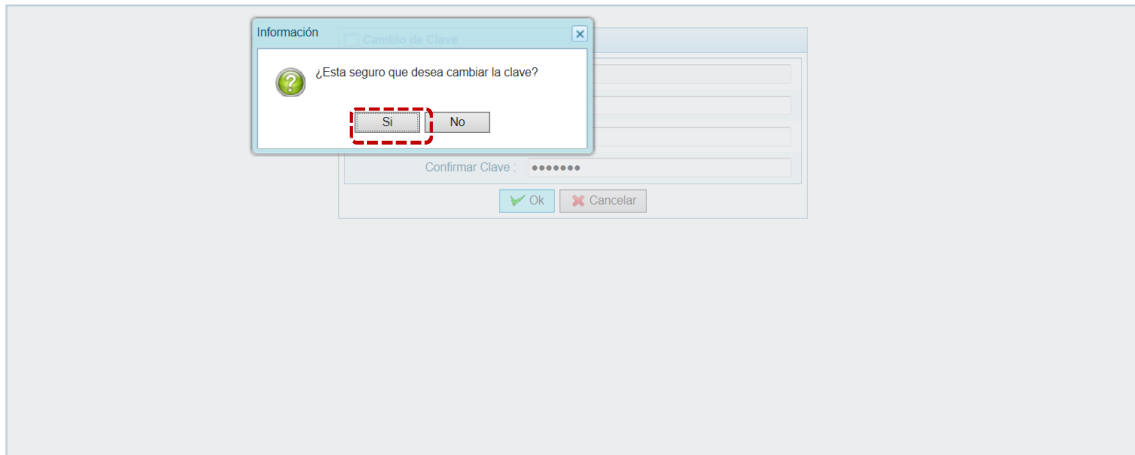 Información
Cambio de Clave
¿Esta seguro que desea cambiar la clave?
Si No
Confirmar Clave : •••••••
Ok Cancelar